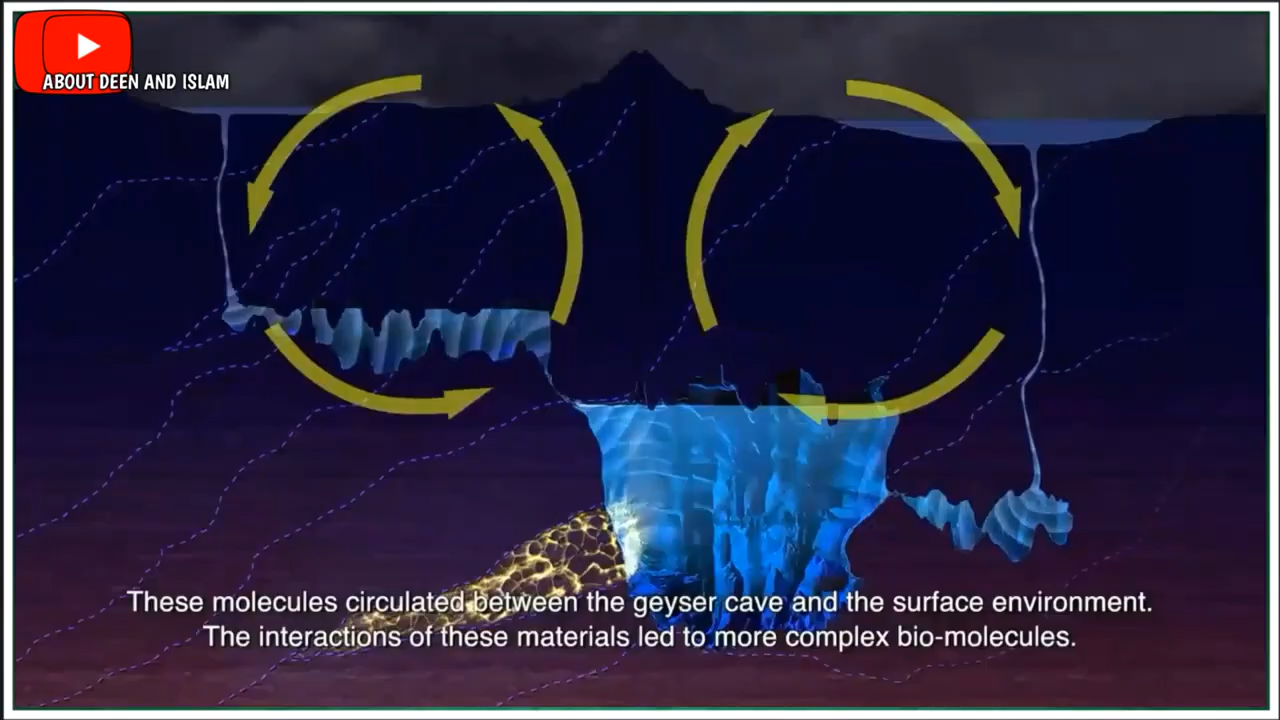 ABOUT DEEN AND ISLAM
These molecules circulated between the geyser cave and the surface environment.
The interactions of these materials led to more complex bio-molecules.